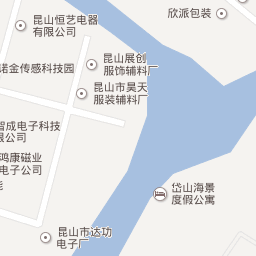 昆山恒艺电器
有限公司
欣派包装
昆山展创
服饰辅料厂
诺金传感科技园
昆山市昊天
服装辅料厂
智成电子科技
限公司
鸿康磁业
电子公司
能
岱山海景
度假公寓
昆山市达功
电子厂